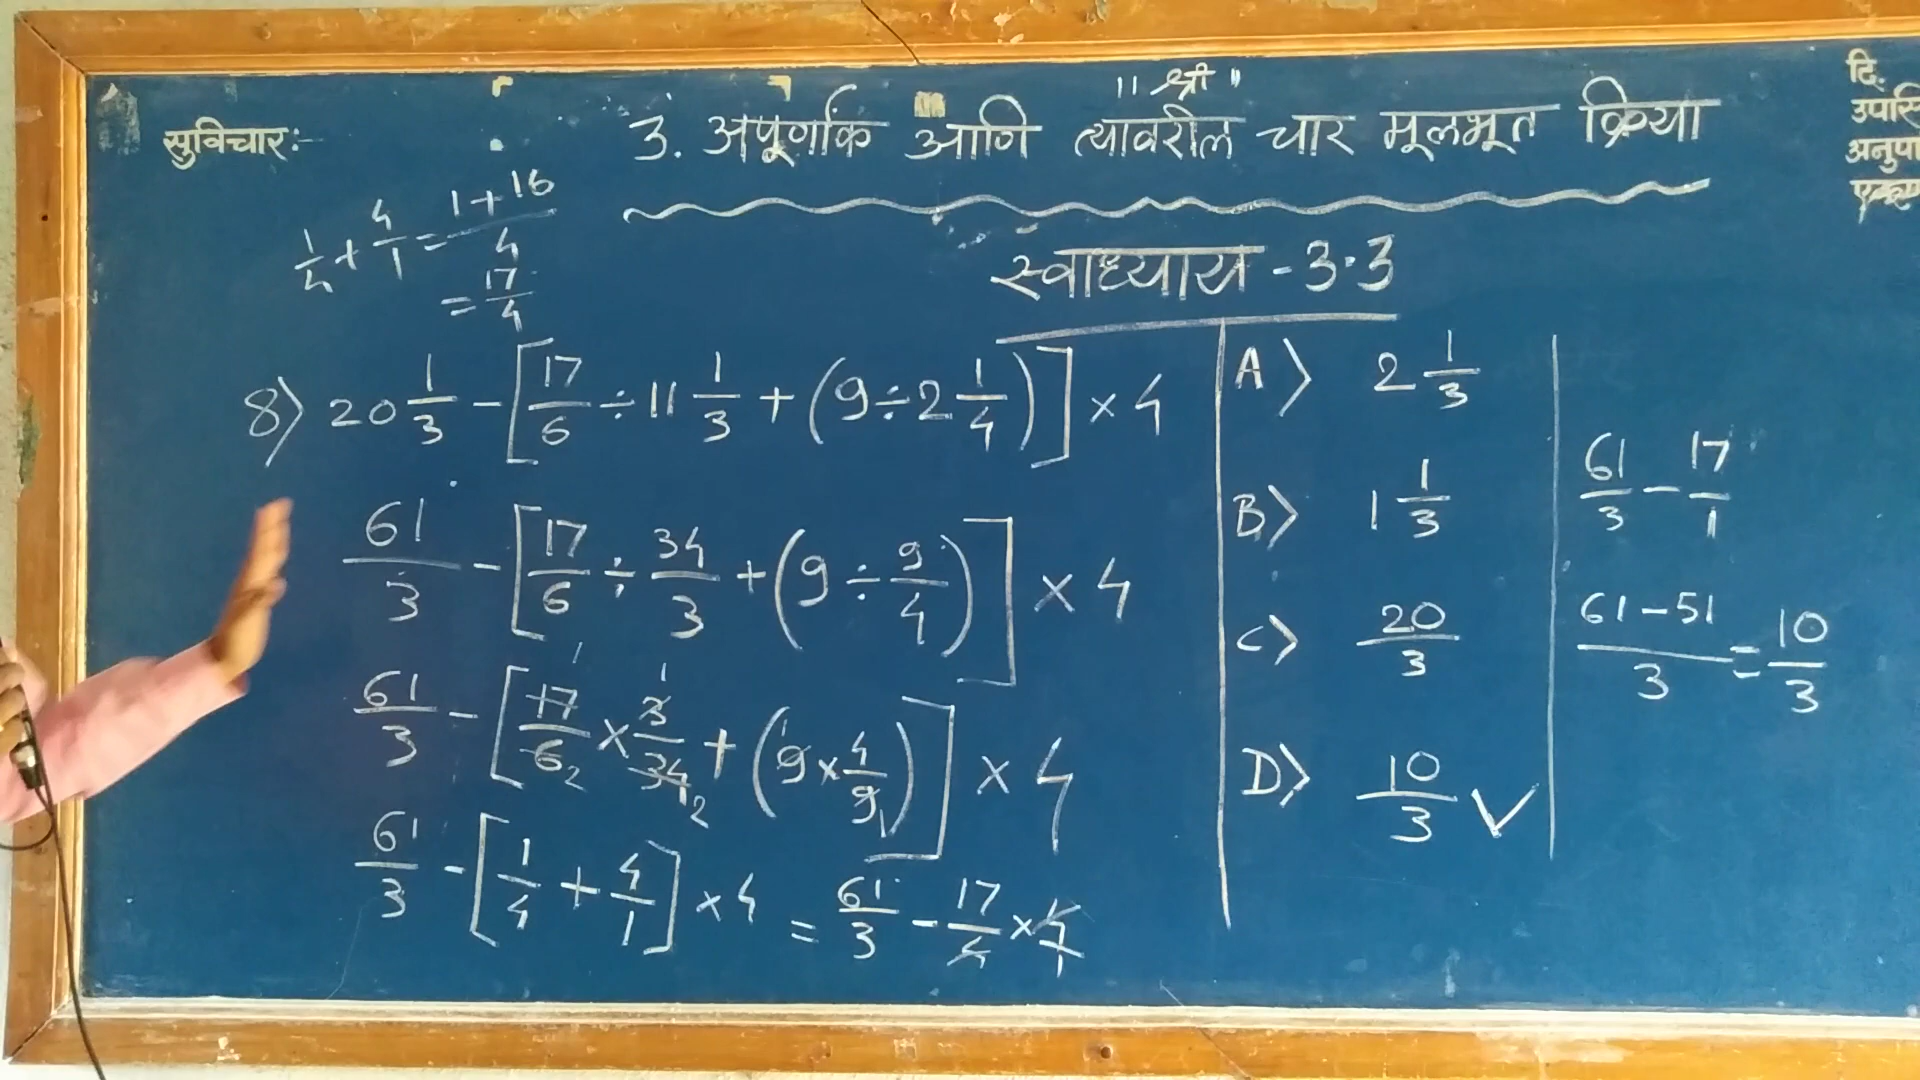 ॥ श्री ॥
सुविचार:-
3. अपूर्णांक आणि त्यावरील चार मूलभूत क्रिया
स्वाध्याय - 3.3
1/4 + 4/1 = (1+16)/4
= 17/4
8) 20 1/3 - [17/6 ÷ 11 1/3 + (9 ÷ 2 1/4)] × 4
61/3 - [17/6 ÷ 34/3 + (9 ÷ 9/4)] × 4
61/3 - [17/6 × 3/34 + (9 × 4/9)] × 4
61/3 - [1/4 + 4/1] × 4 = 61/3 - 17/4 × 4/1
A) 2 1/3
B) 1 1/3
C) 20/3
D) 10/3 ✓
61/3 - 17/1
(61-51)/3 = 10/3
दि.